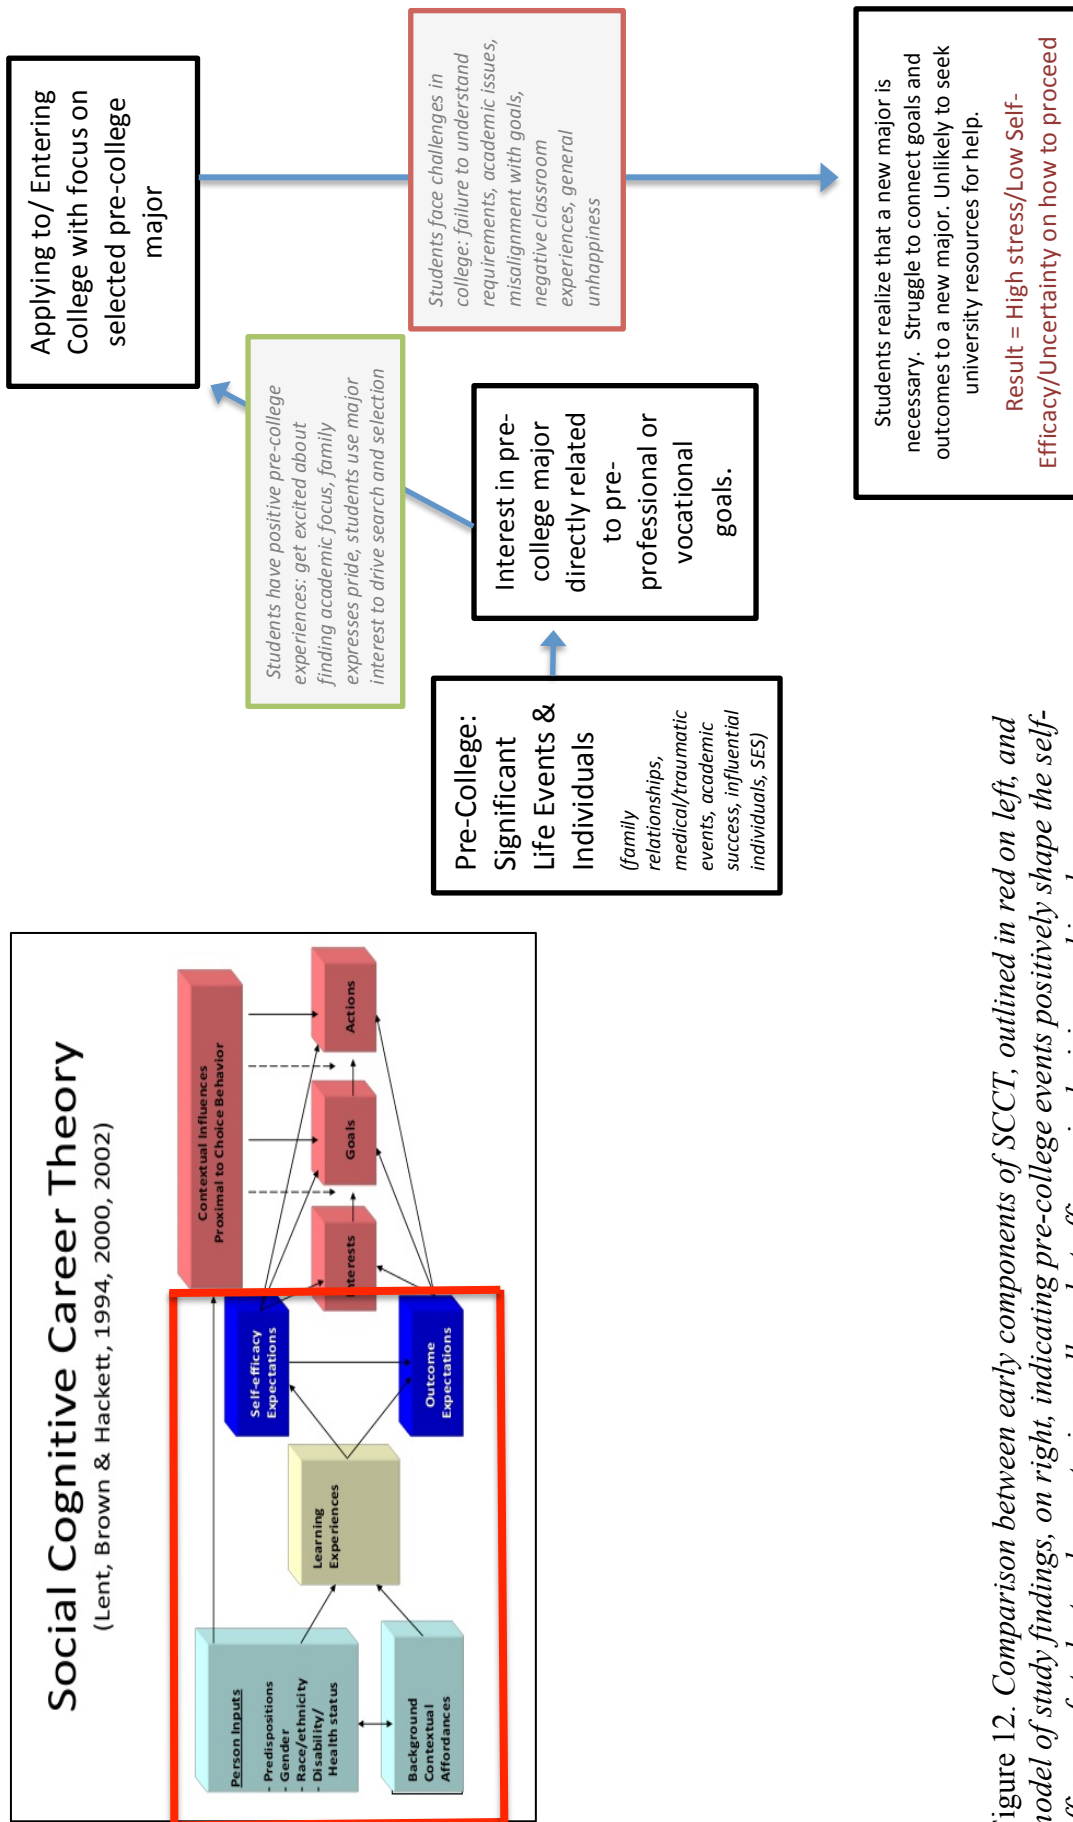 Social Cognitive Career Theory
(Lent, Brown & Hackett, 1994, 2000, 2002)
Person Inputs
- Predispositions
- Gender
- Race/ethnicity
- Disability/
Health status
Background
Contextual
Affordances
Learning
Experiences
Self-efficacy
Expectations
Outcome
Expectations
Contextual Influences
Proximal to Choice Behavior
Interests
Goals
Actions
Pre-College:
Significant
Life Events &
Individuals
(family
relationships,
medical/traumatic
events, academic
success, influential
individuals, SES)
Interest in pre-
college major
directly related
to pre-
professional or
vocational
goals.
Students have positive pre-college
experiences: get excited about
finding academic focus, family
expresses pride, students use major
interest to drive search and selection
Applying to/ Entering
College with focus on
selected pre-college
major
Students face challenges in
college: failure to understand
requirements, academic issues,
misalignment with goals,
negative classroom
experiences, general
unhappiness
Students realize that a new major is
necessary. Struggle to connect goals and
outcomes to a new major. Unlikely to seek
university resources for help.
Result = High stress/Low Self-
Efficacy/Uncertainty on how to proceed
igure 12. Comparison between early components of SCCT, outlined in red on left, and
model of study findings, on right, indicating pre-college events positively shape the self-